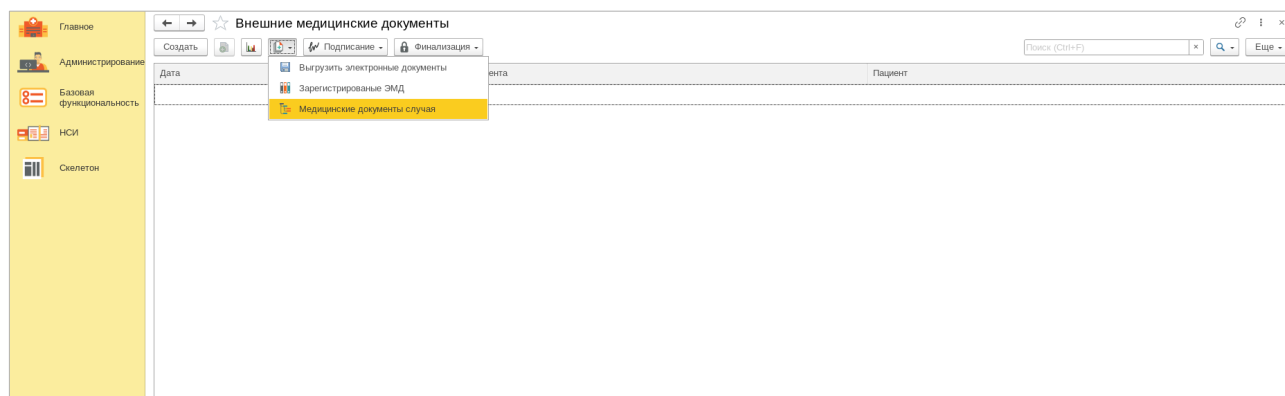 Главное
Администрирование
Базовая
функциональность
НСИ
Скелетон
Внешние медицинские документы
Создать
Подписание
Финализация
Поиск (Ctrl+F)
×
Еще
Дата
ента
Пациент
Выгрузить электронные документы
Зарегистрированые ЭМД
Медицинские документы случая